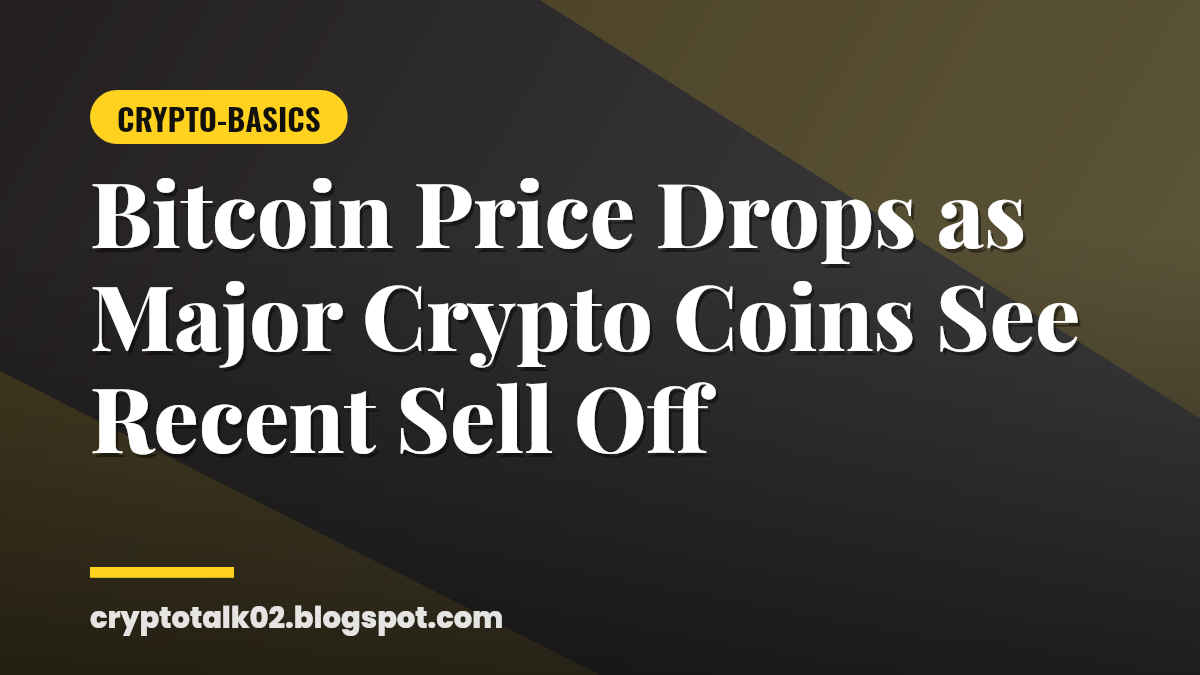 CRYPTO-BASICS
Bitcoin Price Drops as
Major Crypto Coins See
Recent Sell Off
cryptotalk02.blogspot.com